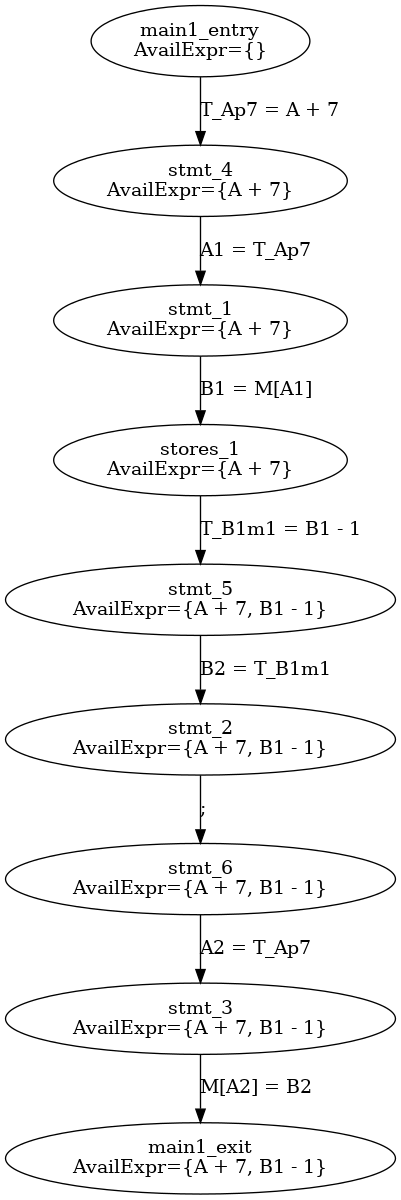 main1_entry
AvailExpr={}
T_Ap7 = A + 7
stmt_4
AvailExpr={A + 7}
A1 = T_Ap7
stmt_1
AvailExpr={A + 7}
B1 = M[A1]
stores_1
AvailExpr={A + 7}
T_B1m1 = B1 - 1
stmt_5
AvailExpr={A + 7, B1 - 1}
B2 = T_B1m1
stmt_2
AvailExpr={A + 7, B1 - 1}
;
stmt_6
AvailExpr={A + 7, B1 - 1}
A2 = T_Ap7
stmt_3
AvailExpr={A + 7, B1 - 1}
M[A2] = B2
main1_exit
AvailExpr={A + 7, B1 - 1}